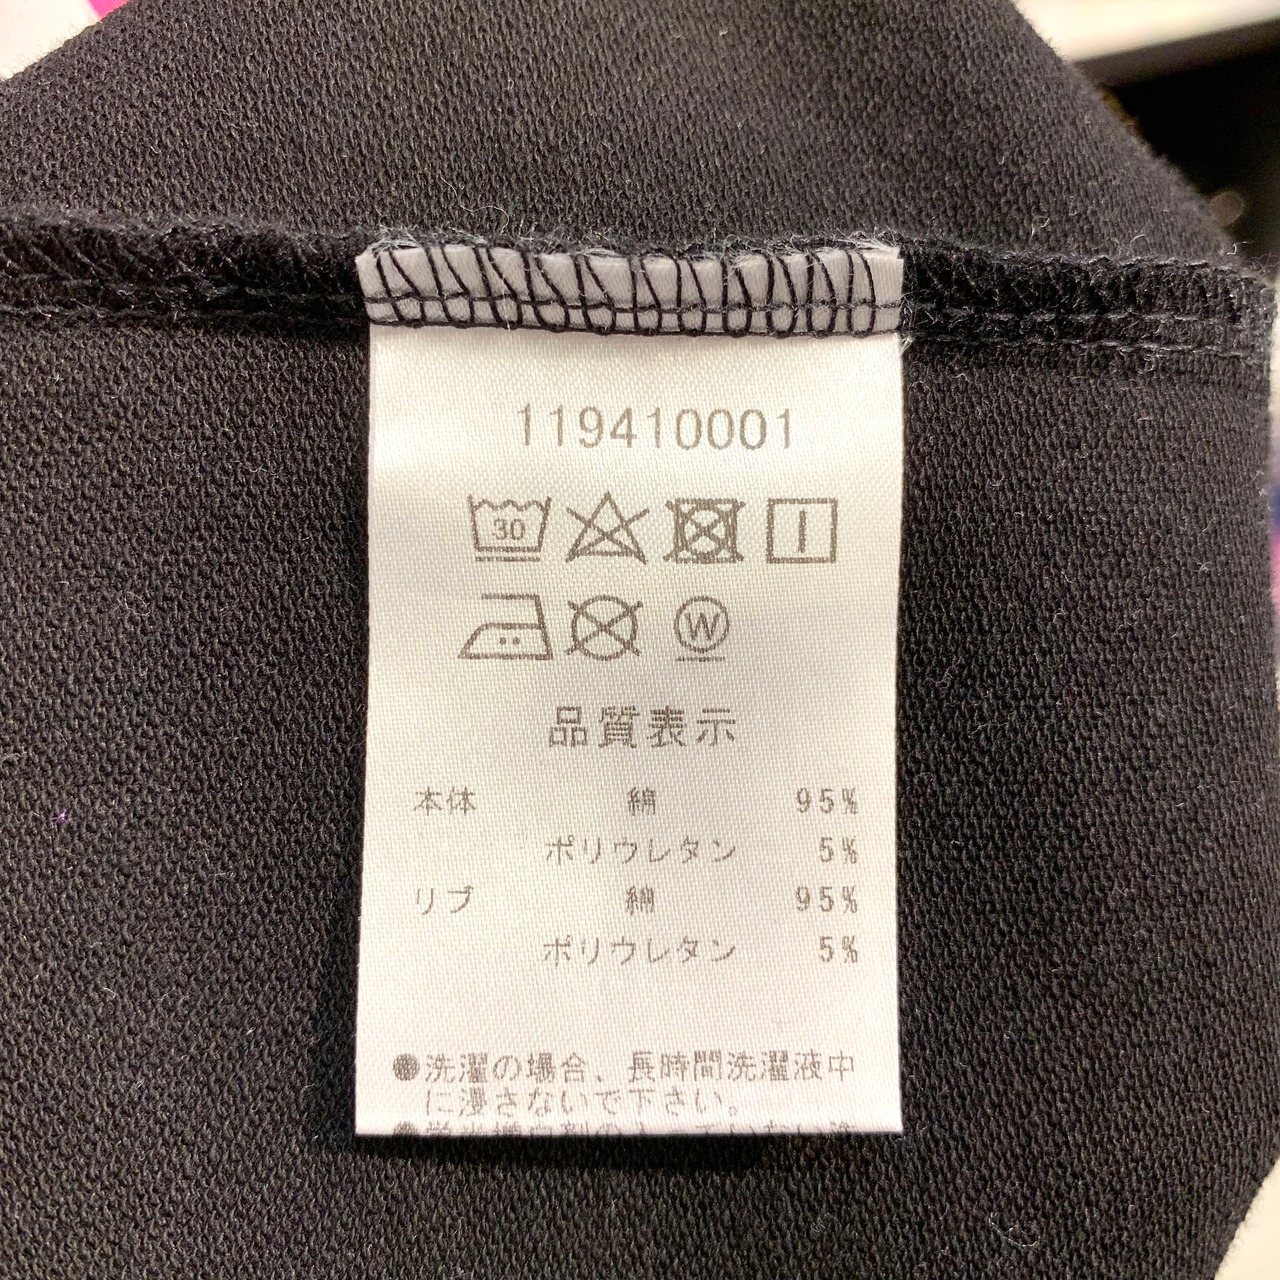 119410001
30
W
品質表示
本体 綿 95%
ポリウレタン 5%
リブ 綿 95%
ポリウレタン 5%
●洗濯の場合、長時間洗濯液中
に浸さないで下さい。